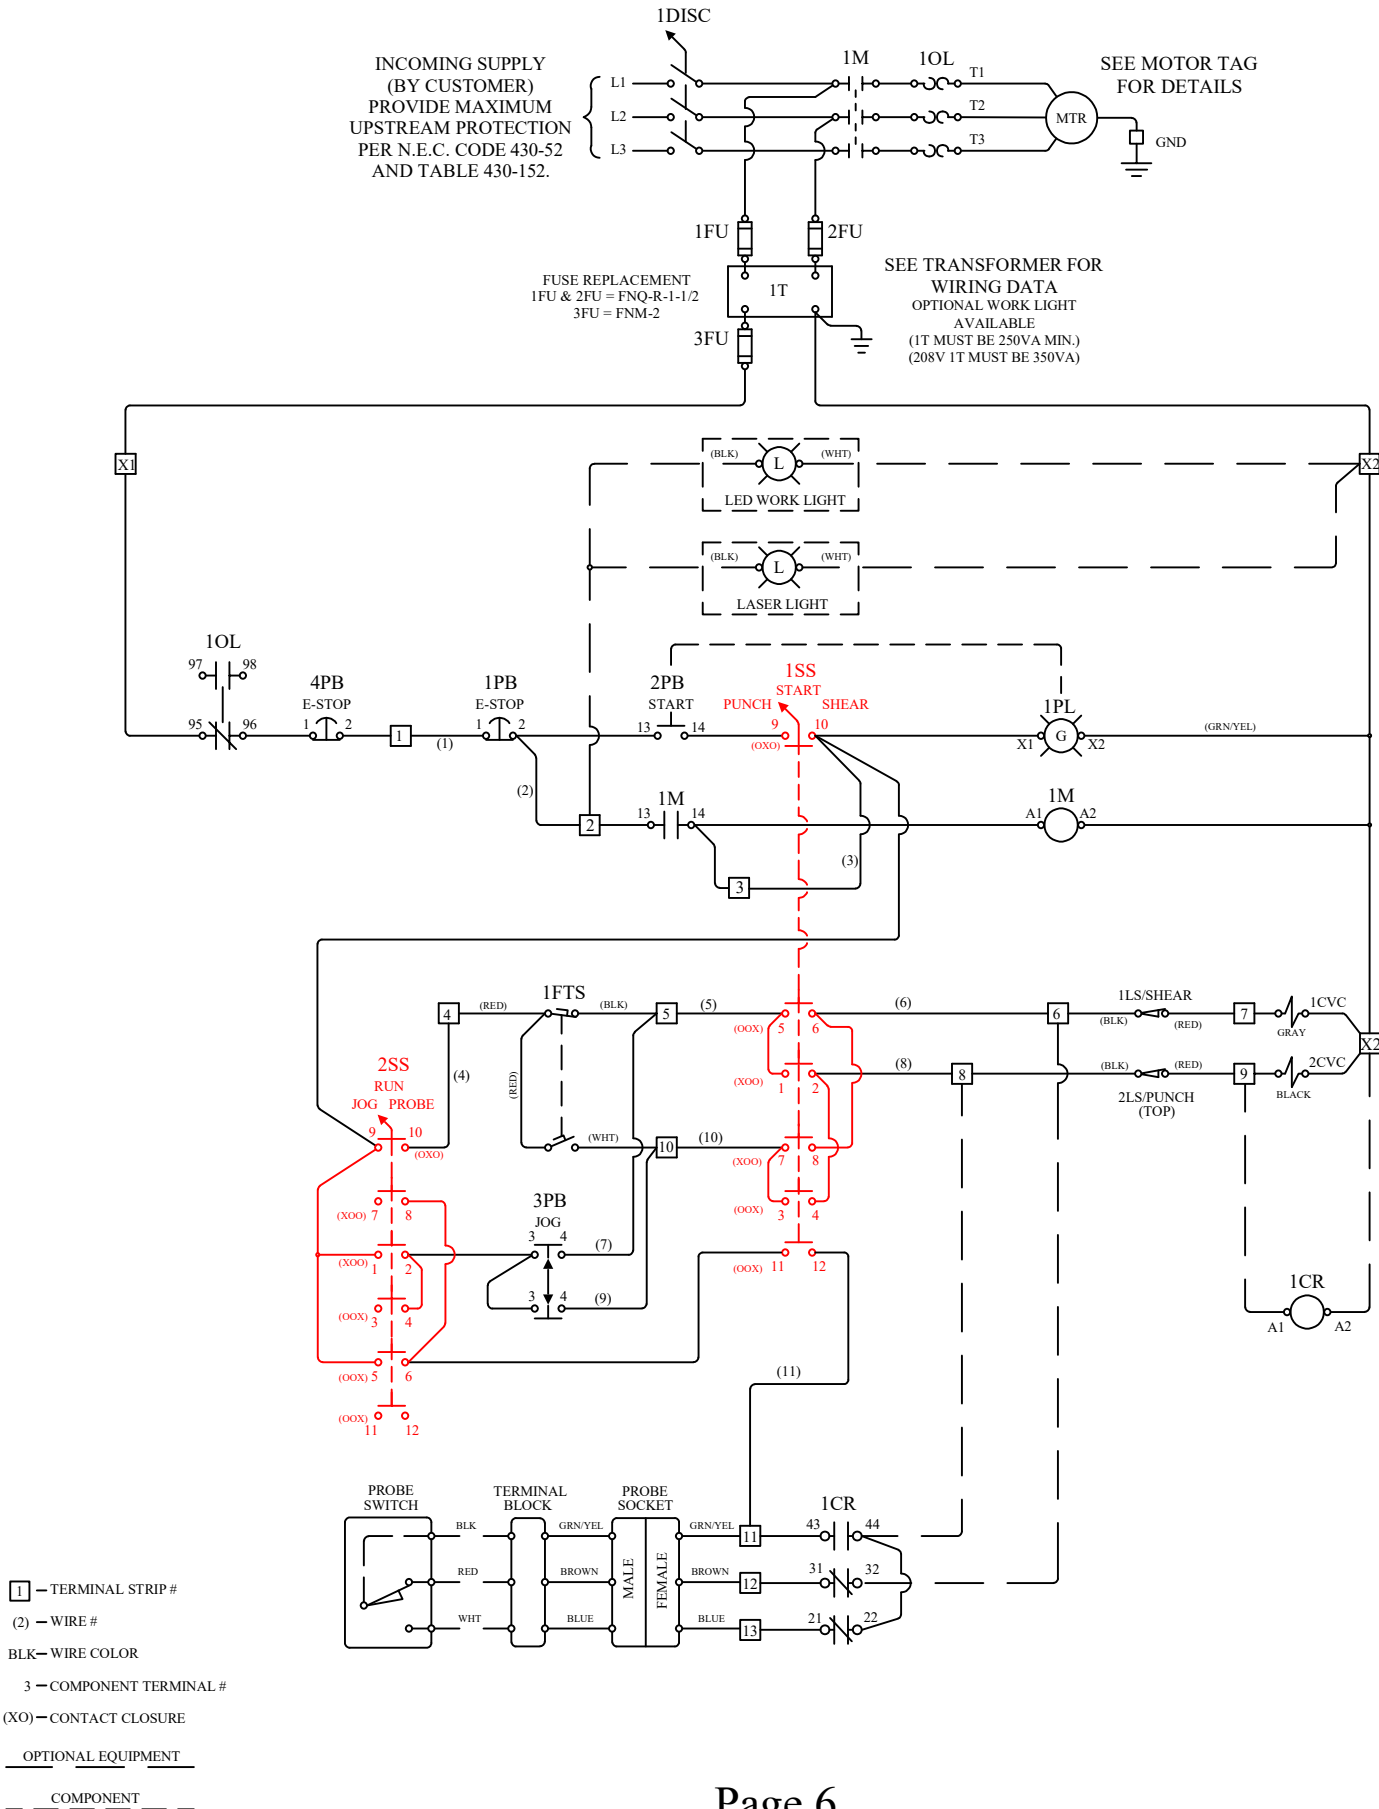 1DISC
INCOMING SUPPLY
(BY CUSTOMER)
PROVIDE MAXIMUM
UPSTREAM PROTECTION
PER N.E.C. CODE 430-52
AND TABLE 430-152.
L1
L2
L3
1M
1OL
T1
T2
T3
MTR
SEE MOTOR TAG
FOR DETAILS
GND
1FU
2FU
FUSE REPLACEMENT
1FU & 2FU = FNQ-R-1-1/2
3FU = FNM-2
1T
3FU
SEE TRANSFORMER FOR
WIRING DATA
OPTIONAL WORK LIGHT
AVAILABLE
(1T MUST BE 250VA MIN.)
(208V 1T MUST BE 350VA)
X1
X2
(BLK)
L
(WHT)
LED WORK LIGHT
(BLK)
L
(WHT)
LASER LIGHT
1OL
97
98
95
96
4PB
E-STOP
1
2
1
(1)
1PB
E-STOP
1
2
2PB
START
13
14
1SS
START
PUNCH
SHEAR
9
10
(OXO)
1PL
X1
G
X2
(GRN/YEL)
(2)
2
1M
13
14
3
(3)
1M
A1
A2
4
(RED)
1FTS
(BLK)
5
(5)
(OOX)
5
6
(6)
6
1LS/SHEAR
(BLK)
(RED)
7
1CVC
GRAY
X2
(4)
(RED)
(XOO)
1
2
(8)
8
(BLK)
(RED)
2LS/PUNCH
(TOP)
9
2CVC
BLACK
2SS
RUN
JOG
PROBE
9
10
(OXO)
(WHT)
10
(10)
(XOO)
7
8
(XOO)
7
8
3PB
JOG
3
4
(7)
(OOX)
3
4
(XOO)
1
2
(OOX)
11
12
(OOX)
3
4
3
4
(9)
1CR
A1
A2
(OOX)
5
6
(11)
(OOX)
11
12
PROBE
SWITCH
TERMINAL
BLOCK
PROBE
SOCKET
1CR
BLK
GRN/YEL
GRN/YEL
11
43
44
RED
BROWN
MALE
FEMALE
BROWN
12
31
32
WHT
BLUE
BLUE
13
21
22
1 TERMINAL STRIP #
(2) WIRE #
BLK WIRE COLOR
3 COMPONENT TERMINAL #
(XO) CONTACT CLOSURE
OPTIONAL EQUIPMENT
COMPONENT
Page 6